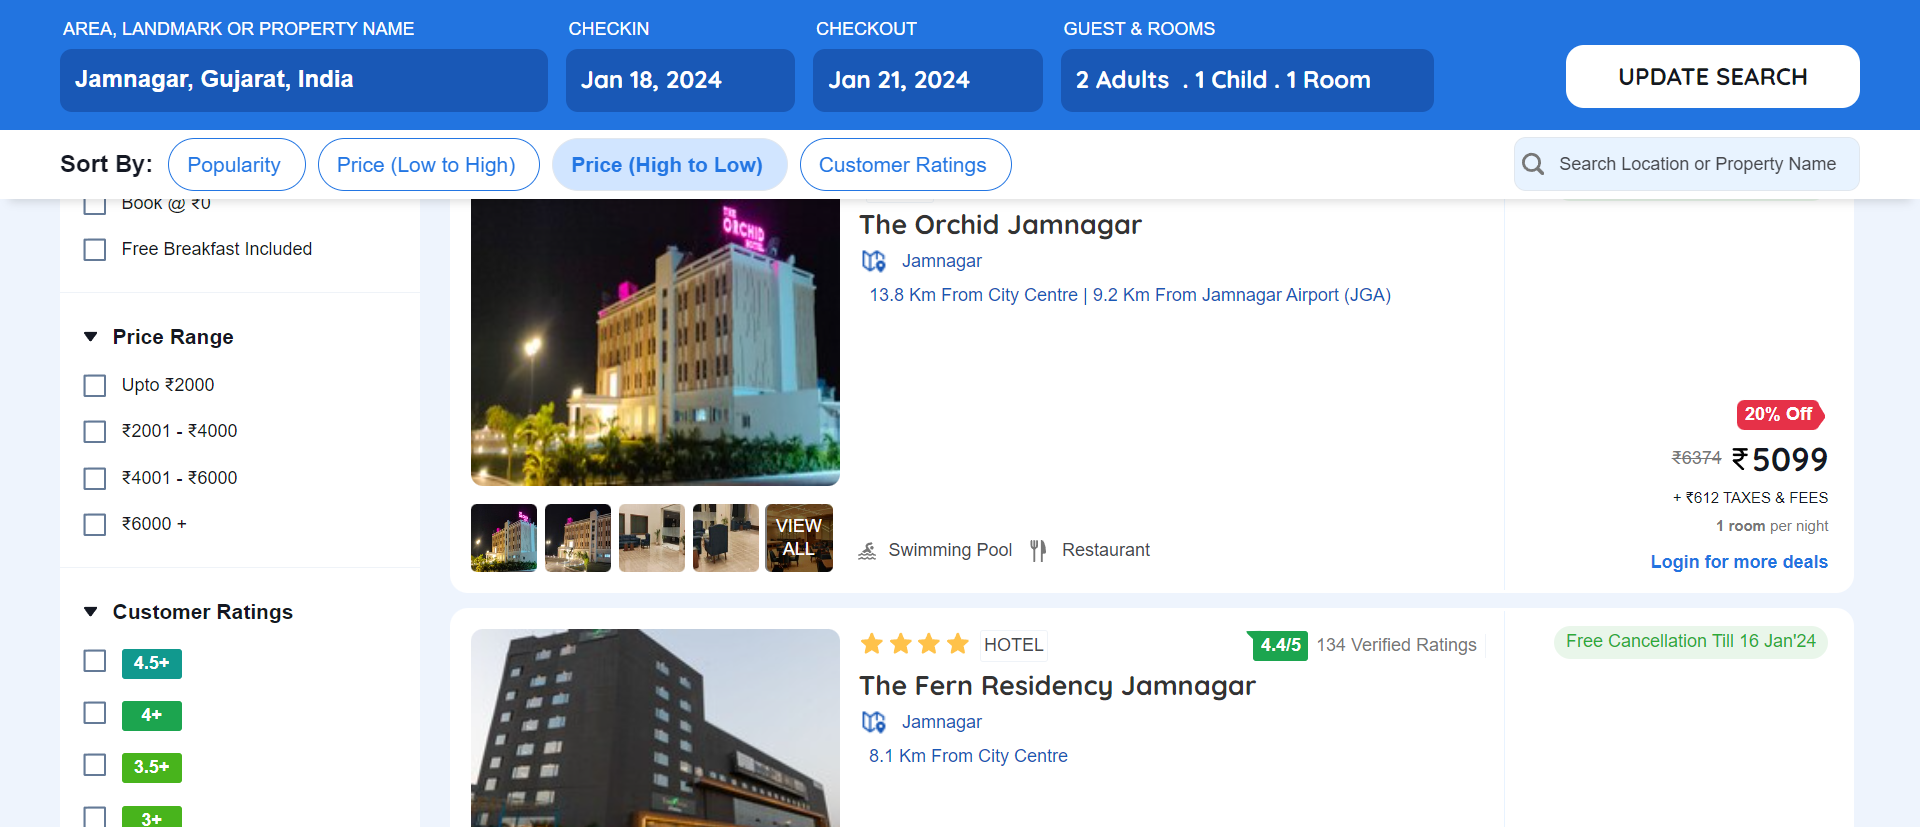 AREA, LANDMARK OR PROPERTY NAME
CHECKIN
CHECKOUT
GUEST & ROOMS
Jamnagar, Gujarat, India
Jan 18, 2024
Jan 21, 2024
2 Adults . 1 Child . 1 Room
UPDATE SEARCH
Sort By:
Popularity
Price (Low to High)
Price (High to Low)
Customer Ratings
Search Location or Property Name
Book @ ₹0
Free Breakfast Included
Price Range
Upto ₹2000
₹2001 - ₹4000
₹4001 - ₹6000
₹6000 +
Customer Ratings
4.5+
4+
3.5+
3+
THE
ORCHID
HOTEL
VIEW
ALL
The Orchid Jamnagar
Jamnagar
13.8 Km From City Centre | 9.2 Km From Jamnagar Airport (JGA)
Swimming Pool
Restaurant
20% Off
₹6374 ₹5099
+ ₹612 TAXES & FEES
1 room per night
Login for more deals
HOTEL
4.4/5
134 Verified Ratings
Free Cancellation Till 16 Jan'24
The Fern Residency Jamnagar
Jamnagar
8.1 Km From City Centre